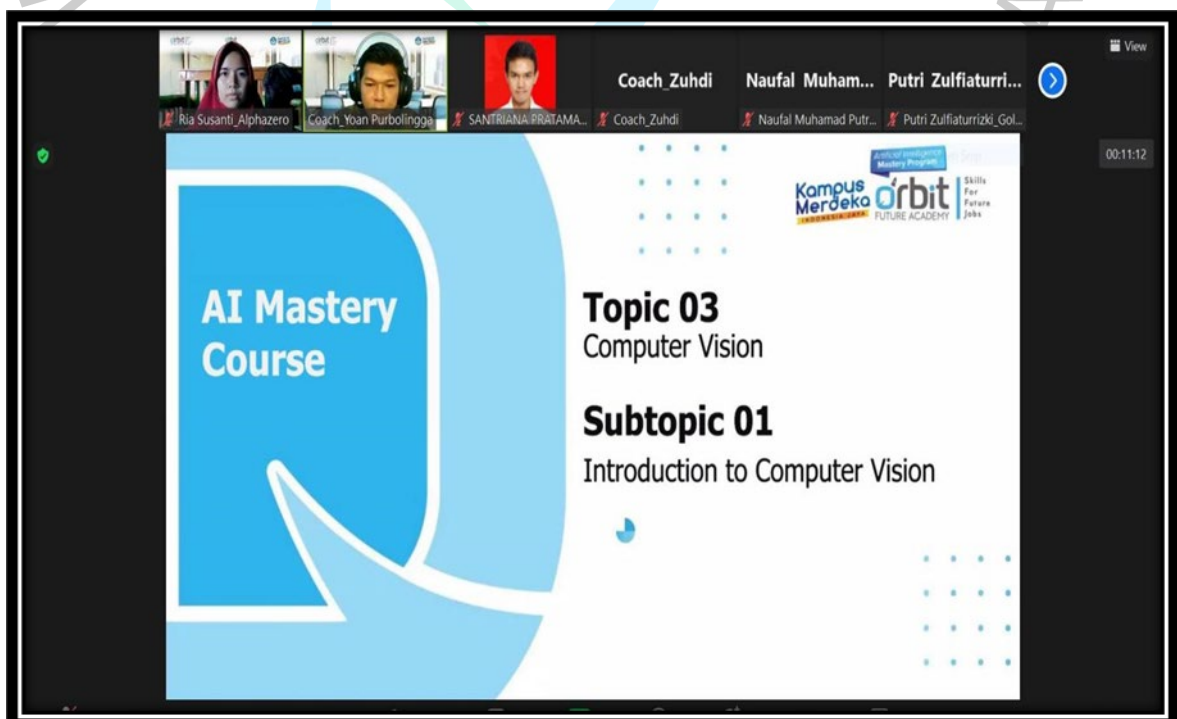 View
Coach_Zuhdi
Naufal Muham...
Putri Zulfiaturri...
Ria Susanti_Alphazero
Coach_Yoan Purbolingga
SANTRIANA PRATAMA...
Coach_Zuhdi
Naufal Muhamad Putr...
Putri Zulfiaturrizki_Gol...
00:11:12
Artificial Intelligence
Mastery Program
Kampus
Merdeka
INDONESIA JAYA
orbit
FUTURE ACADEMY
Skills
For
Future
Jobs
AI Mastery
Course
Topic 03
Computer Vision
Subtopic 01
Introduction to Computer Vision